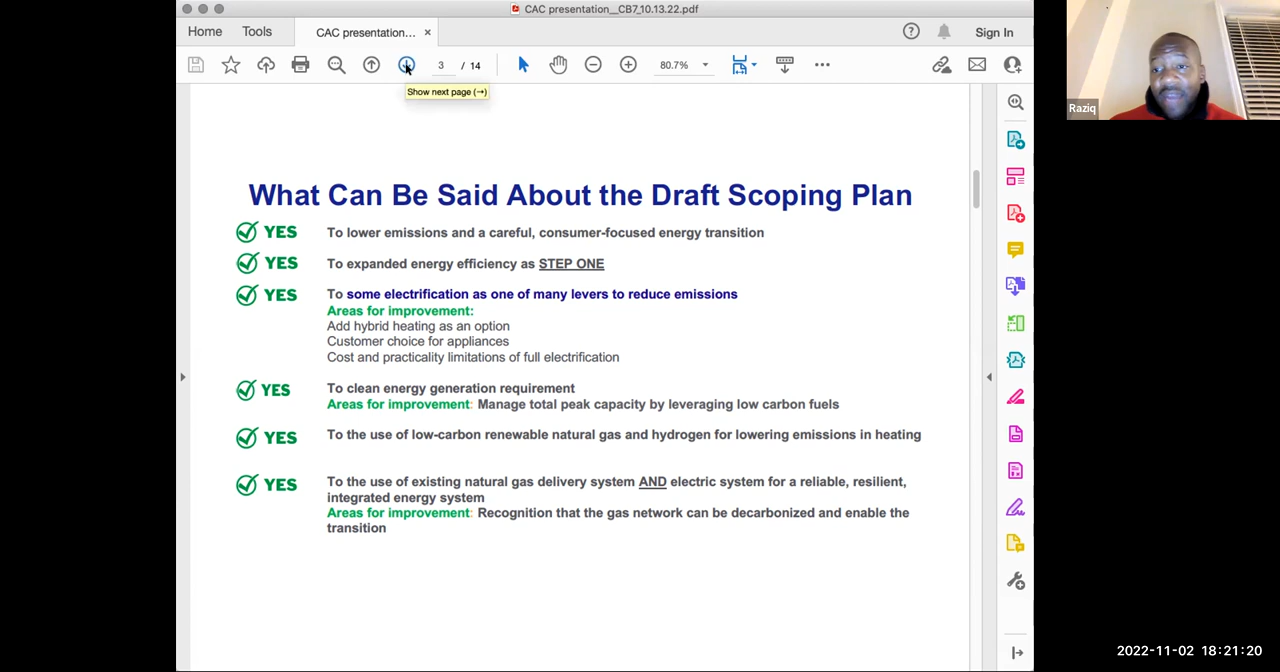 CAC presentation__CB7_10.13.22.pdf
Home Tools CAC presentation... × Sign In
3 / 14 80.7%
Show next page (→)
Raziq
What Can Be Said About the Draft Scoping Plan
YES To lower emissions and a careful, consumer-focused energy transition
YES To expanded energy efficiency as STEP ONE
YES To some electrification as one of many levers to reduce emissions
Areas for improvement:
Add hybrid heating as an option
Customer choice for appliances
Cost and practicality limitations of full electrification
YES To clean energy generation requirement
Areas for improvement: Manage total peak capacity by leveraging low carbon fuels
YES To the use of low-carbon renewable natural gas and hydrogen for lowering emissions in heating
YES To the use of existing natural gas delivery system AND electric system for a reliable, resilient,
integrated energy system
Areas for improvement: Recognition that the gas network can be decarbonized and enable the
transition
2022-11-02 18:21:20